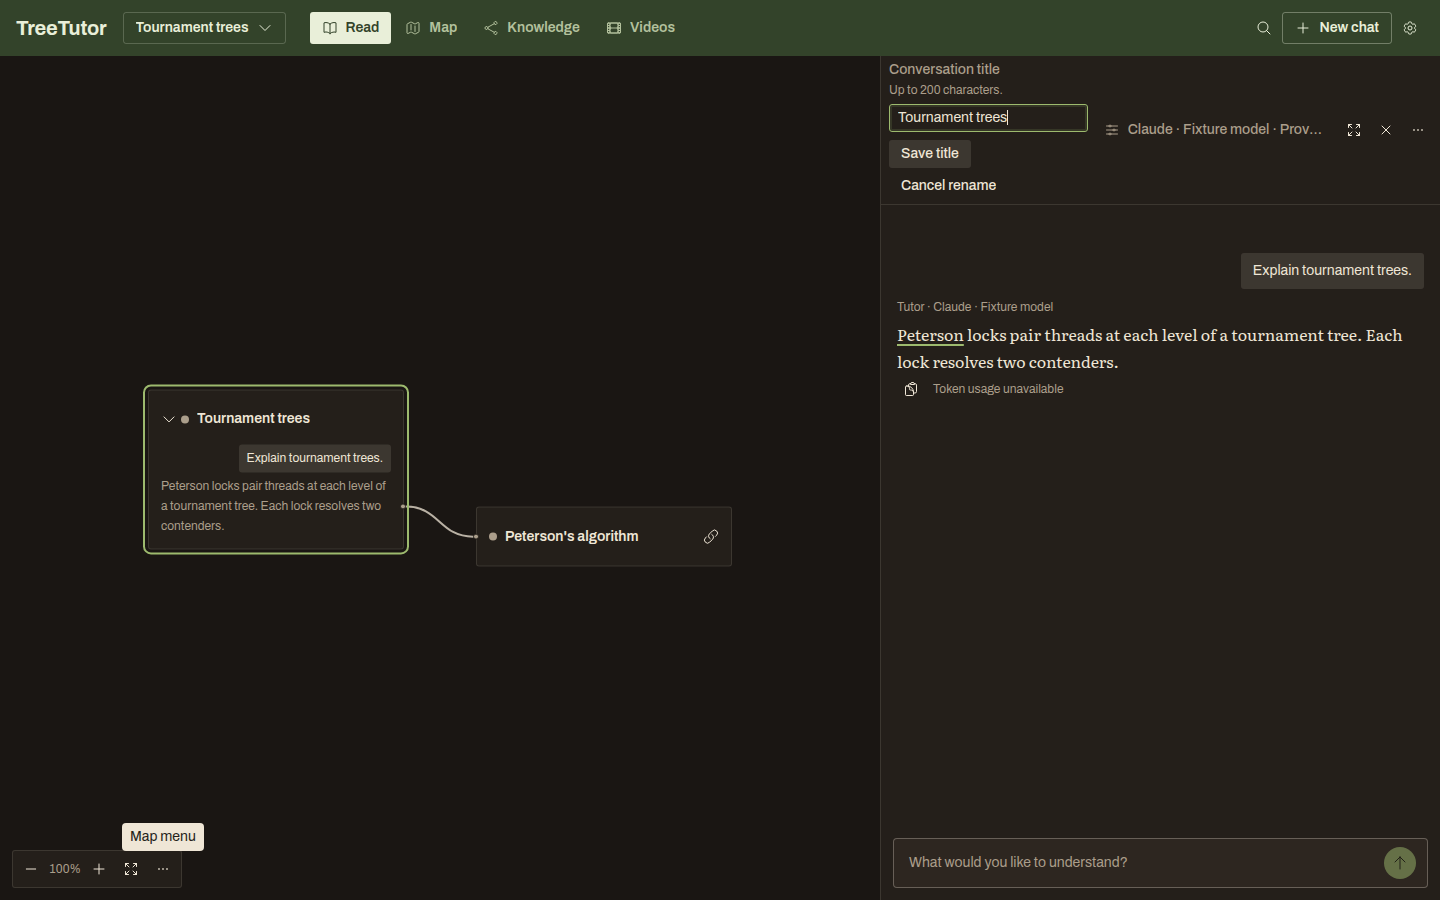 TreeTutor
Tournament trees
Read
Map
Knowledge
Videos
New chat
Conversation title
Up to 200 characters.
Tournament trees
Claude · Fixture model · Prov...
Save title
Cancel rename
Explain tournament trees.
Tutor · Claude · Fixture model
Peterson locks pair threads at each level of a tournament tree. Each
lock resolves two contenders.
Token usage unavailable
Tournament trees
Explain tournament trees.
Peterson locks pair threads at each level of
a tournament tree. Each lock resolves two
contenders.
Peterson's algorithm
Map menu
100%
What would you like to understand?